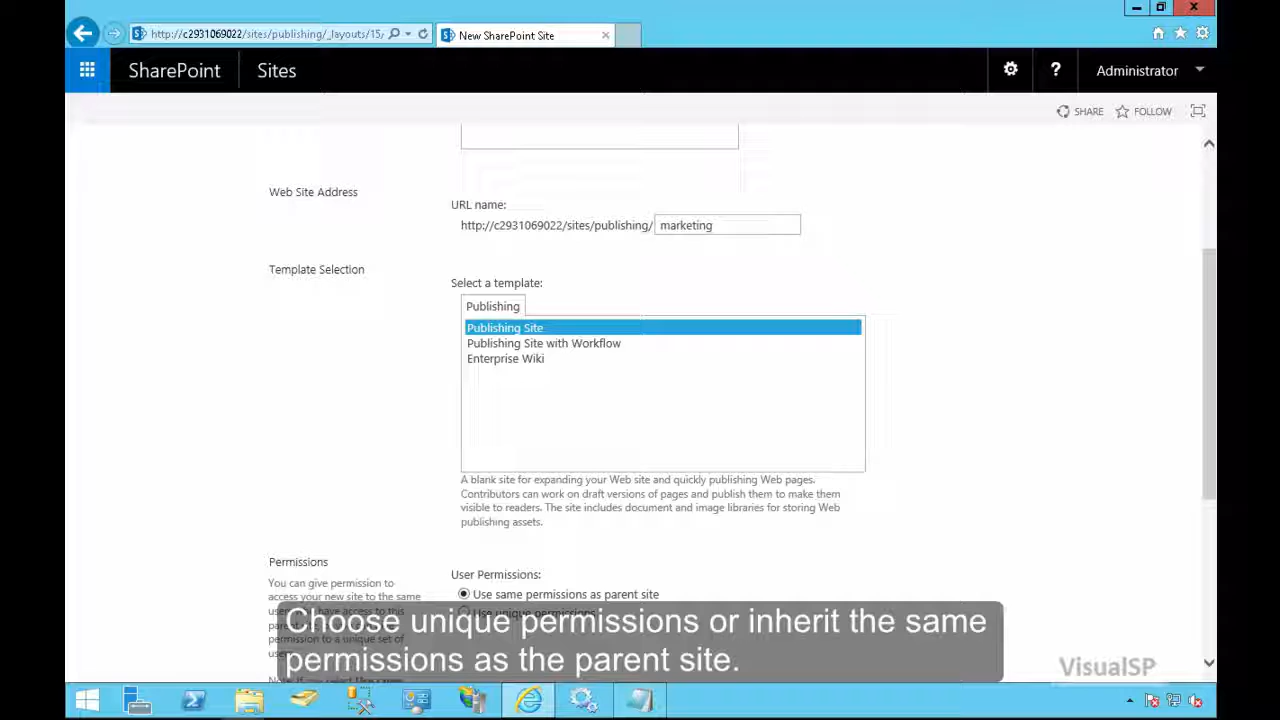 http://c2931069022/sites/publishing/_layouts/15/
New SharePoint Site
SharePoint
Sites
?
Administrator
SHARE
FOLLOW
Web Site Address
URL name:
http://c2931069022/sites/publishing/
marketing
Template Selection
Select a template:
Publishing
Publishing Site
Publishing Site with Workflow
Enterprise Wiki
A blank site for expanding your Web site and quickly publishing Web pages.
Contributors can work on draft versions of pages and publish them to make them
visible to readers. The site includes document and image libraries for storing Web
publishing assets.
Permissions
You can give permission to
access your new site to the same
User Permissions:
Use same permissions as parent site
Use unique permissions
Choose unique permissions or inherit the same
permissions as the parent site.
VisualSP